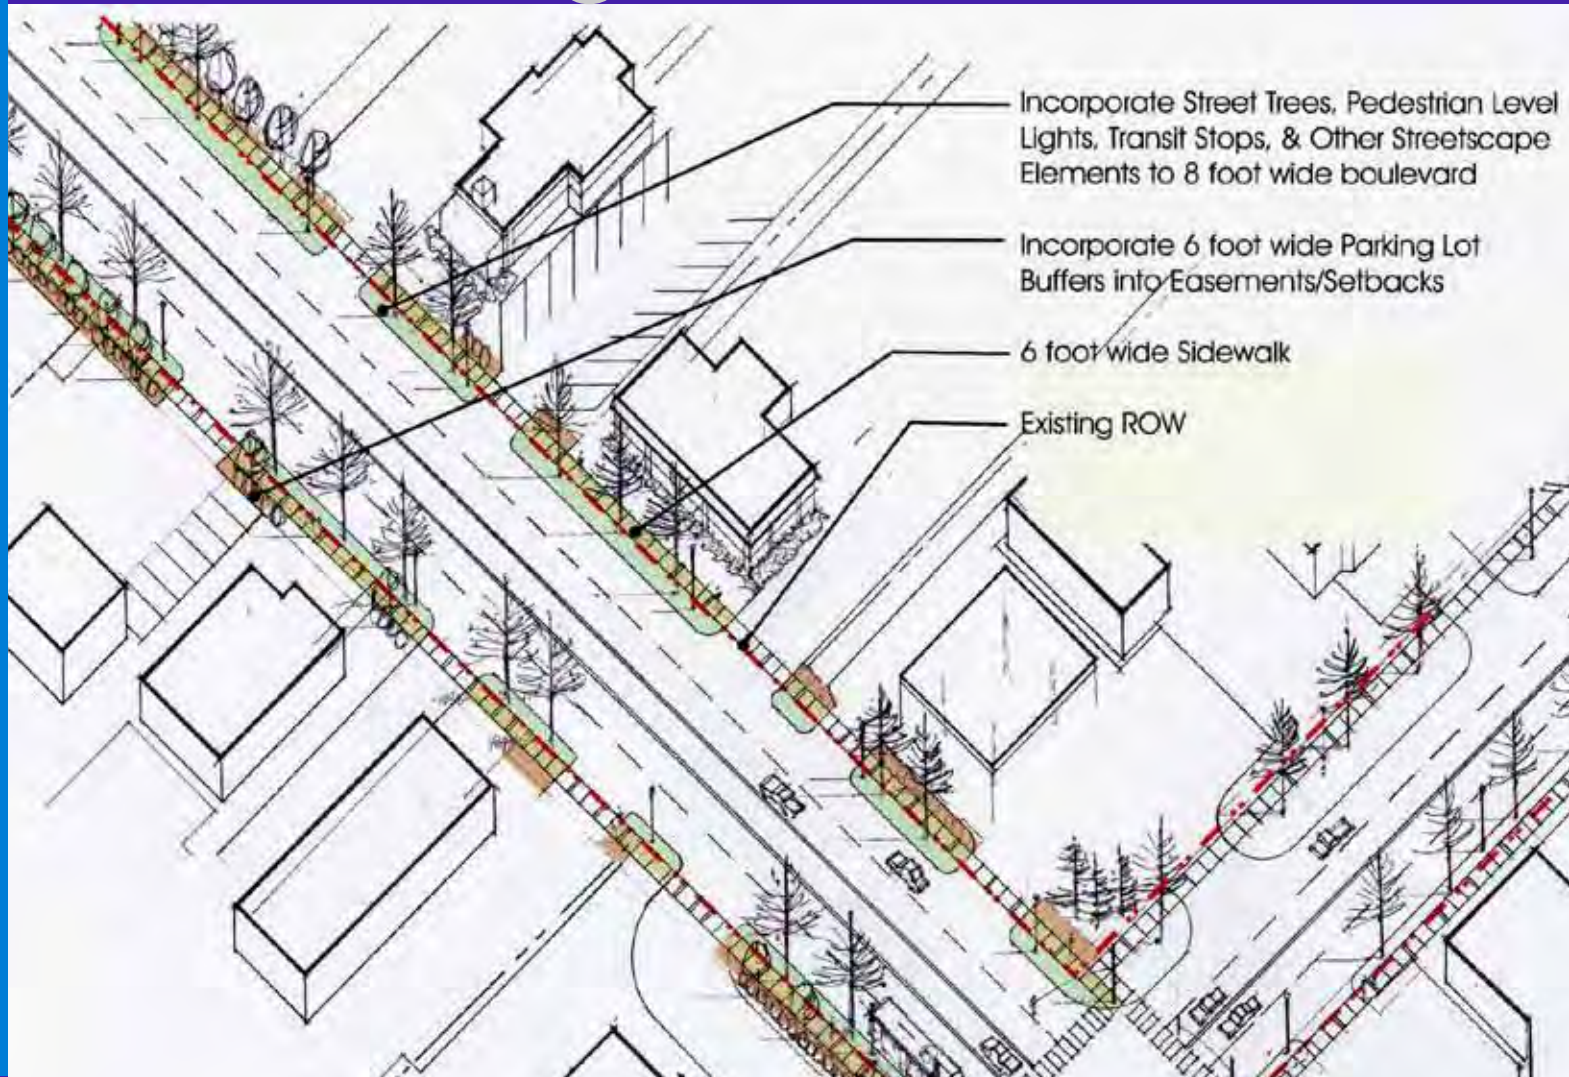 Incorporate Street Trees, Pedestrian Level
Lights, Transit Stops, & Other Streetscape
Elements to 8 foot wide boulevard
Incorporate 6 foot wide Parking Lot
Buffers into Easements/Setbacks
6 foot wide Sidewalk
Existing ROW